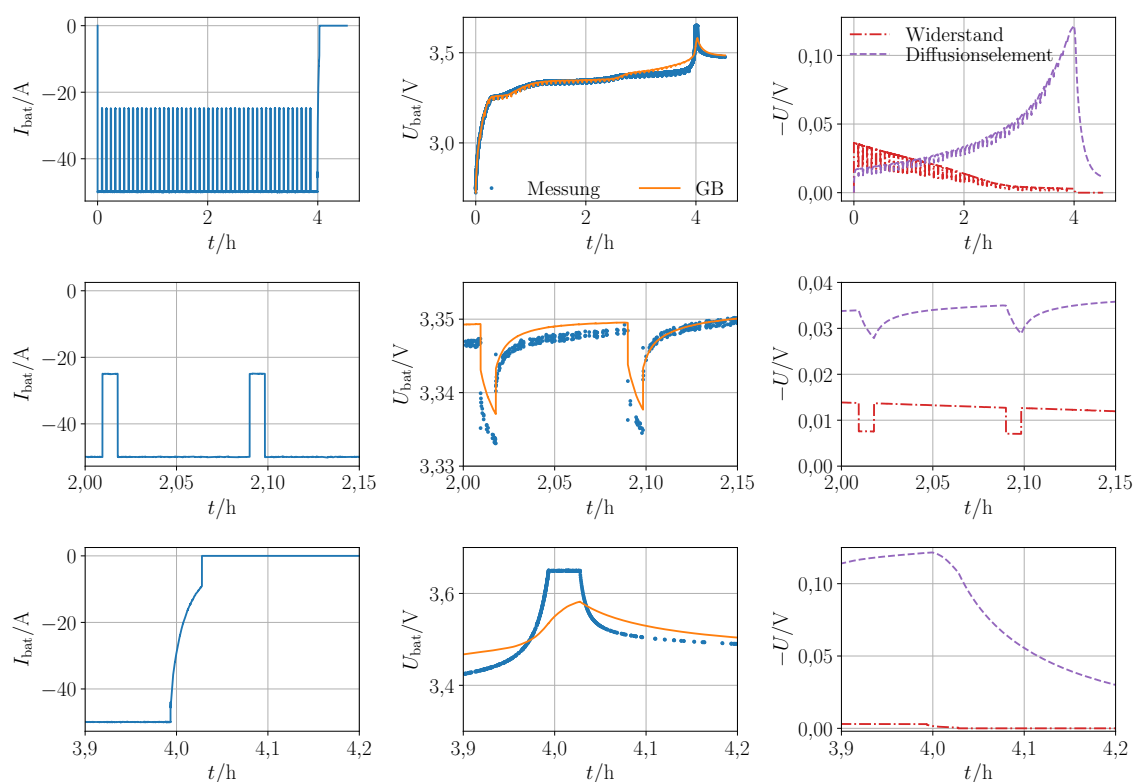 0
−20
−40
I_bat/A
0
2
4
t/h
3,5
3,0
U_bat/V
Messung
GB
0
2
4
t/h
Widerstand
Diffusionselement
0,10
0,05
0,00
−U/V
0
2
4
t/h
0
−20
−40
I_bat/A
2,00
2,05
2,10
2,15
t/h
3,35
3,34
3,33
U_bat/V
2,00
2,05
2,10
2,15
t/h
0,04
0,03
0,02
0,01
0,00
−U/V
2,00
2,05
2,10
2,15
t/h
0
−20
−40
I_bat/A
3,9
4,0
4,1
4,2
t/h
3,6
3,4
U_bat/V
3,9
4,0
4,1
4,2
t/h
0,10
0,05
0,00
−U/V
3,9
4,0
4,1
4,2
t/h